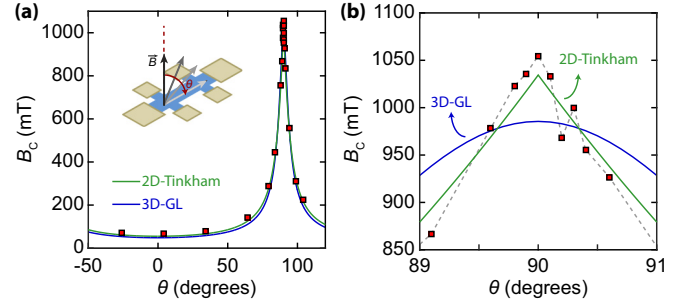 (a)
1000
800
600
400
200
0
B_C (mT)
B
θ
2D-Tinkham
3D-GL
-50
0
50
100
θ (degrees)
(b)
1100
1050
1000
950
900
850
B_C (mT)
2D-Tinkham
3D-GL
89
90
91
θ (degrees)